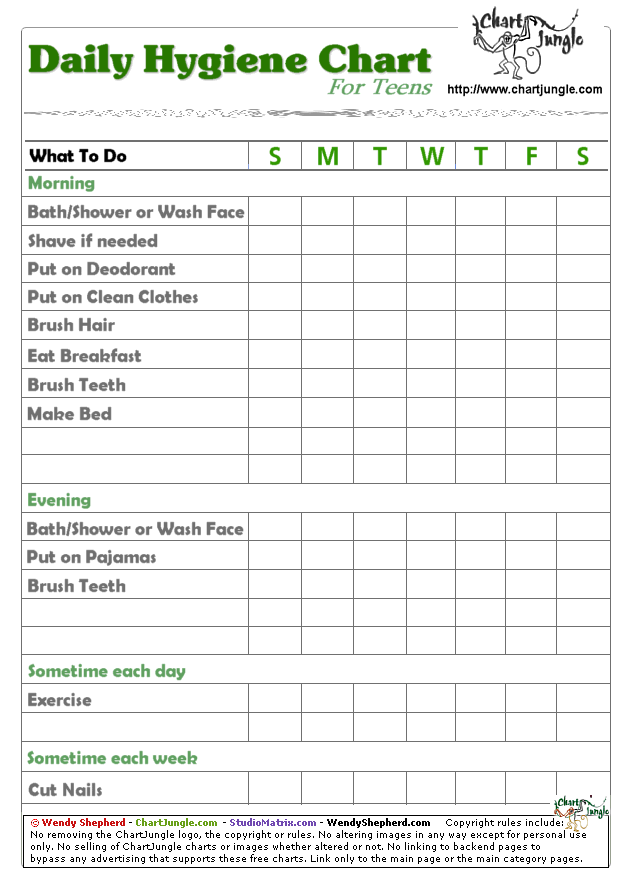 Chart
Jungle
Daily Hygiene Chart
For Teens
http://www.chartjungle.com
What To Do S M T W T F S
Morning
Bath/Shower or Wash Face
Shave if needed
Put on Deodorant
Put on Clean Clothes
Brush Hair
Eat Breakfast
Brush Teeth
Make Bed
Evening
Bath/Shower or Wash Face
Put on Pajamas
Brush Teeth
Sometime each day
Exercise
Sometime each week
Cut Nails
Chart
Jungle
© Wendy Shepherd - ChartJungle.com - StudioMatrix.com - WendyShepherd.com Copyright rules include:
No removing the ChartJungle logo, the copyright or rules. No altering images in any way except for personal use
only. No selling of ChartJungle charts or images whether altered or not. No linking to backend pages to
bypass any advertising that supports these free charts. Link only to the main page or the main category pages.